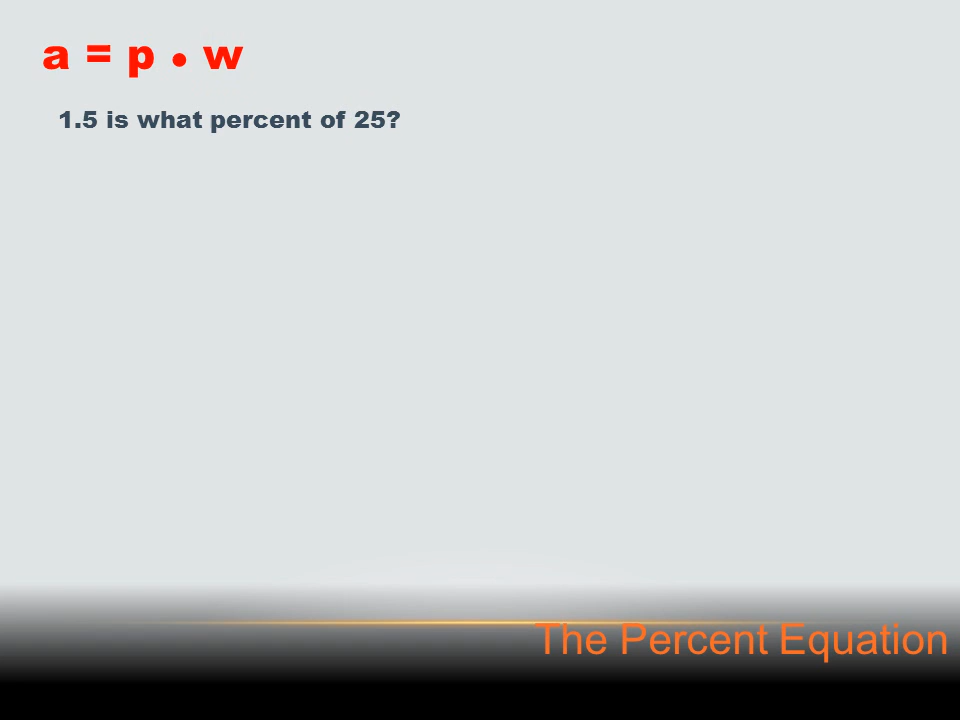 a = p • w
1.5 is what percent of 25?
The Percent Equation